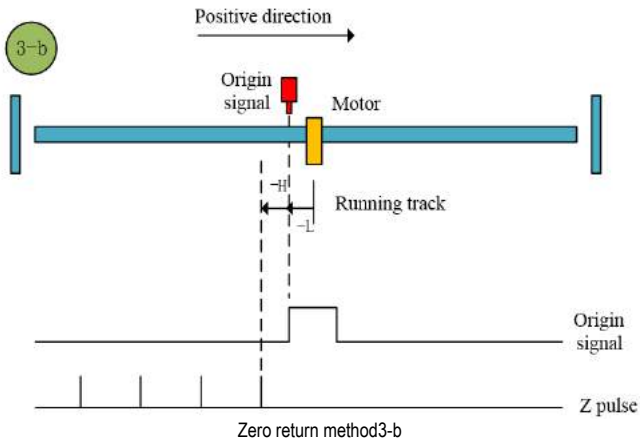 Positive direction
3-b
Origin
signal
Motor
-H
Running track
-L
Origin
signal
Z pulse
Zero return method3-b